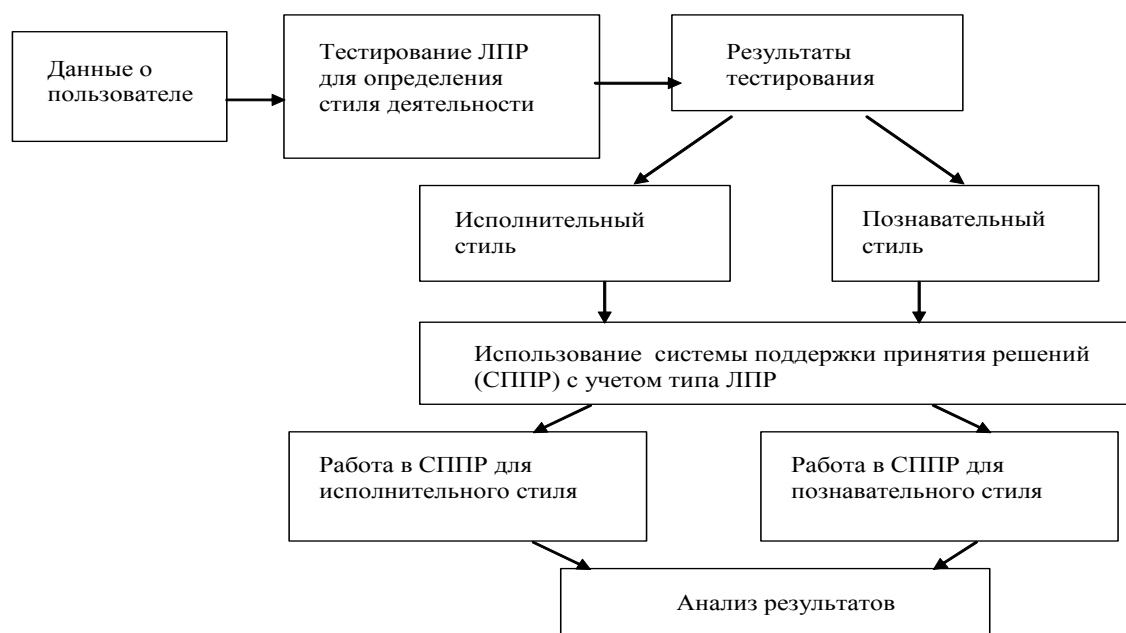 Данные о
пользователе
Тестирование ЛПР
для определения
стиля деятельности
Результаты
тестирования
Исполнительный
стиль
Познавательный
стиль
Использование системы поддержки принятия решений
(СППР) с учетом типа ЛПР
Работа в СППР для
исполнительного стиля
Работа в СППР для
познавательного стиля
Анализ результатов